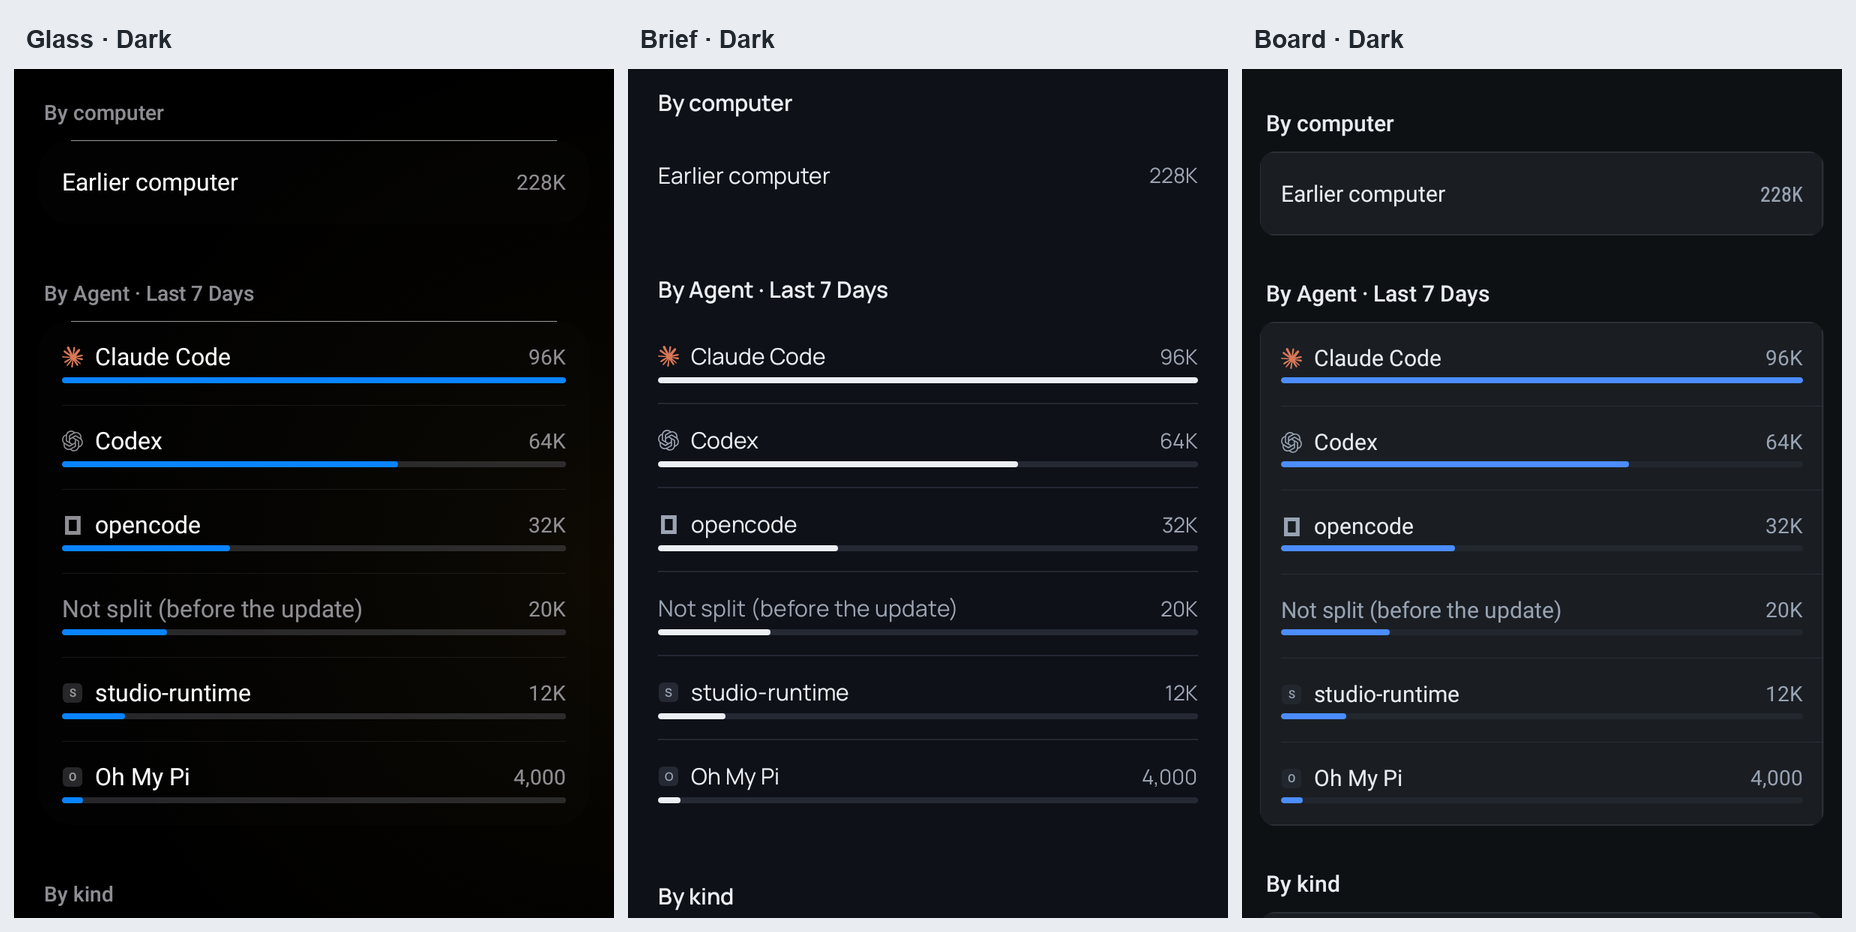 Glass · Dark
By computer
Earlier computer 228K
By Agent · Last 7 Days
Claude Code 96K
Codex 64K
opencode 32K
Not split (before the update) 20K
S studio-runtime 12K
O Oh My Pi 4,000
By kind
Brief · Dark
By computer
Earlier computer 228K
By Agent · Last 7 Days
Claude Code 96K
Codex 64K
opencode 32K
Not split (before the update) 20K
S studio-runtime 12K
O Oh My Pi 4,000
By kind
Board · Dark
By computer
Earlier computer 228K
By Agent · Last 7 Days
Claude Code 96K
Codex 64K
opencode 32K
Not split (before the update) 20K
S studio-runtime 12K
O Oh My Pi 4,000
By kind